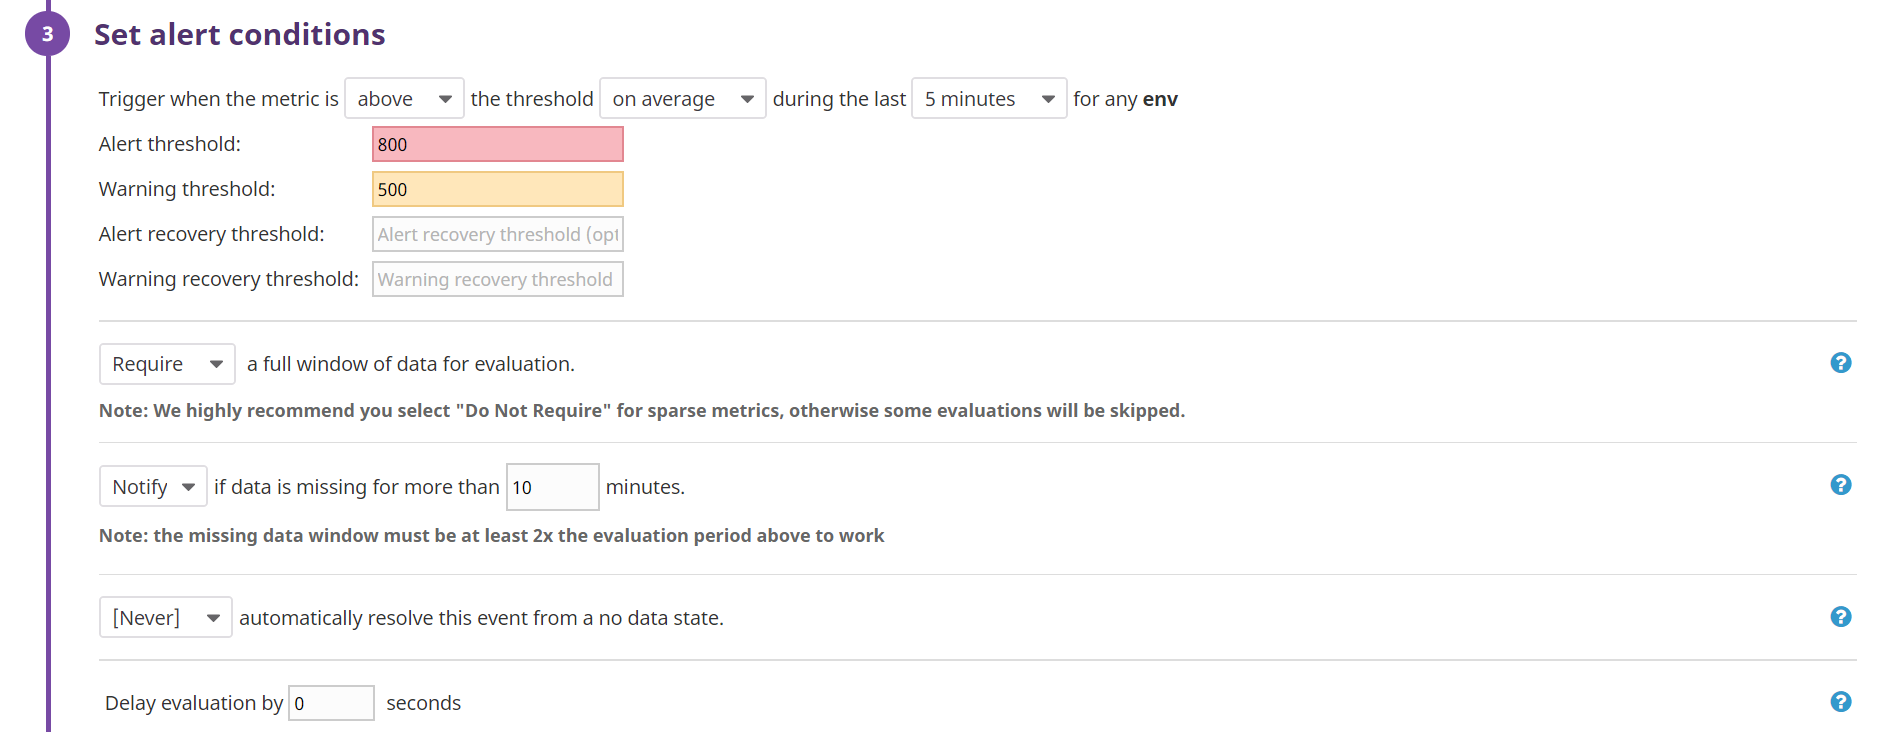 3 Set alert conditions
Trigger when the metric is above the threshold on average during the last 5 minutes for any env
Alert threshold: 800
Warning threshold: 500
Alert recovery threshold: Alert recovery threshold (opt
Warning recovery threshold: Warning recovery threshold
Require a full window of data for evaluation. ?
Note: We highly recommend you select "Do Not Require" for sparse metrics, otherwise some evaluations will be skipped.
Notify if data is missing for more than 10 minutes. ?
Note: the missing data window must be at least 2x the evaluation period above to work
[Never] automatically resolve this event from a no data state. ?
Delay evaluation by 0 seconds ?